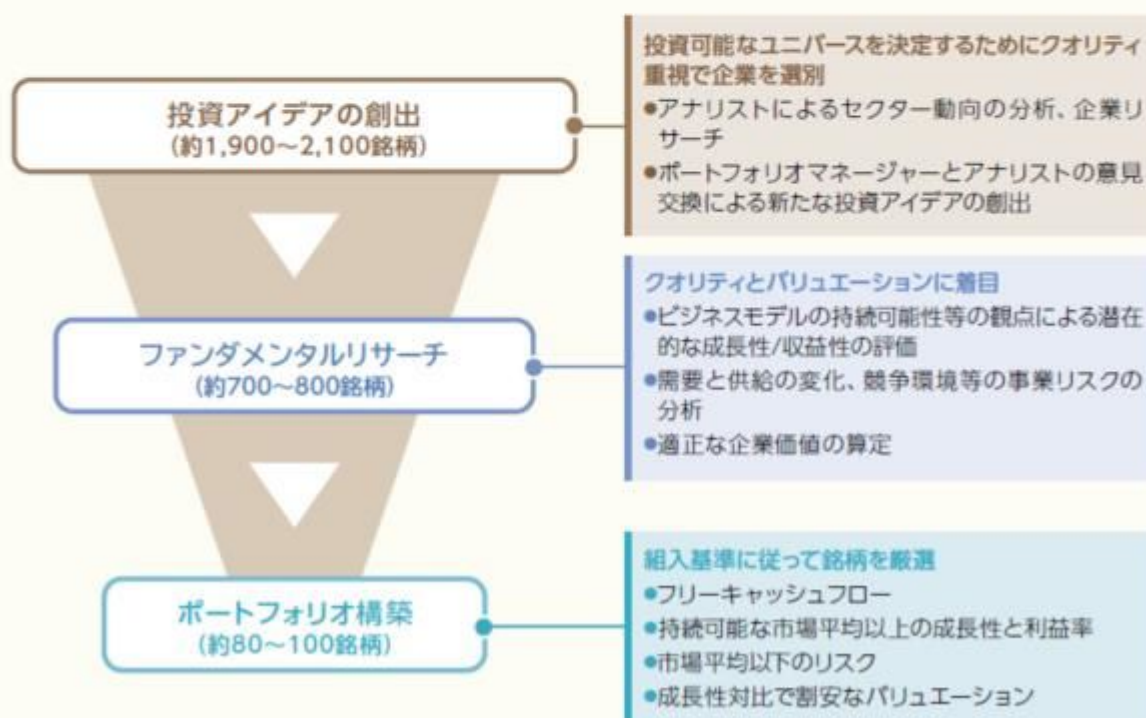 投資アイデアの創出
(約1,900～2,100銘柄)
投資可能なユニバースを決定するためにクオリティ
重視で企業を選別
●アナリストによるセクター動向の分析、企業リ
サーチ
●ポートフォリオマネージャーとアナリストの意見
交換による新たな投資アイデアの創出
ファンダメンタルリサーチ
(約700～800銘柄)
クオリティとバリュエーションに着目
●ビジネスモデルの持続可能性等の観点による潜在
的な成長性/収益性の評価
●需要と供給の変化、競争環境等の事業リスクの
分析
●適正な企業価値の算定
ポートフォリオ構築
(約80～100銘柄)
組入基準に従って銘柄を厳選
●フリーキャッシュフロー
●持続可能な市場平均以上の成長性と利益率
●市場平均以下のリスク
●成長性対比で割安なバリュエーション